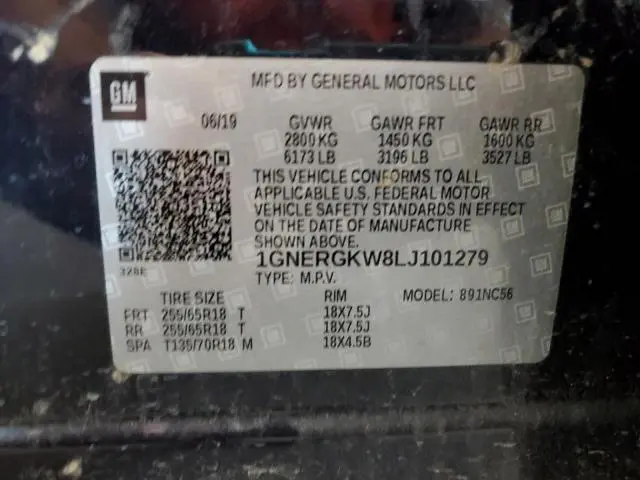 GM
MFD BY GENERAL MOTORS LLC
06/19 GVWR GAWR FRT GAWR RR
2800 KG 1450 KG 1600 KG
6173 LB 3196 LB 3527 LB
THIS VEHICLE CONFORMS TO ALL
APPLICABLE U.S. FEDERAL MOTOR
VEHICLE SAFETY STANDARDS IN EFFECT
ON THE DATE OF MANUFACTURE
SHOWN ABOVE.
1GNERGKW8LJ101279
328E
TYPE: M.P.V.
TIRE SIZE RIM MODEL: 891NC56
FRT 255/65R18 T 18X7.5J
RR 255/65R18 T 18X7.5J
SPA T135/70R18 M 18X4.5B